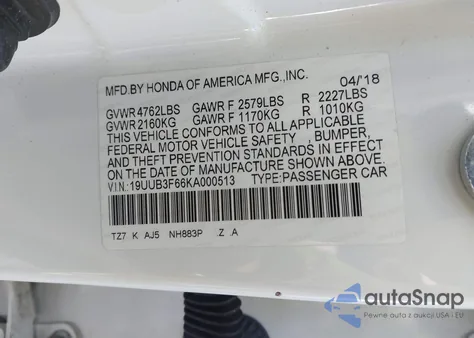 MFD.BY HONDA OF AMERICA MFG.,INC. 04/18
GVWR 4762LBS GAWR F 2579LBS R 2227LBS
GVWR 2160KG GAWR F 1170KG R 1010KG
THIS VEHICLE CONFORMS TO ALL APPLICABLE
FEDERAL MOTOR VEHICLE SAFETY , BUMPER,
AND THEFT PREVENTION STANDARDS IN EFFECT
ON THE DATE OF MANUFACTURE SHOWN ABOVE.
VIN: 19UUB3F66KA000513 TYPE:PASSENGER CAR
TZ7 K AJ5 NH883P .Z .A
autoSnap
Pewne auta z USA i EU